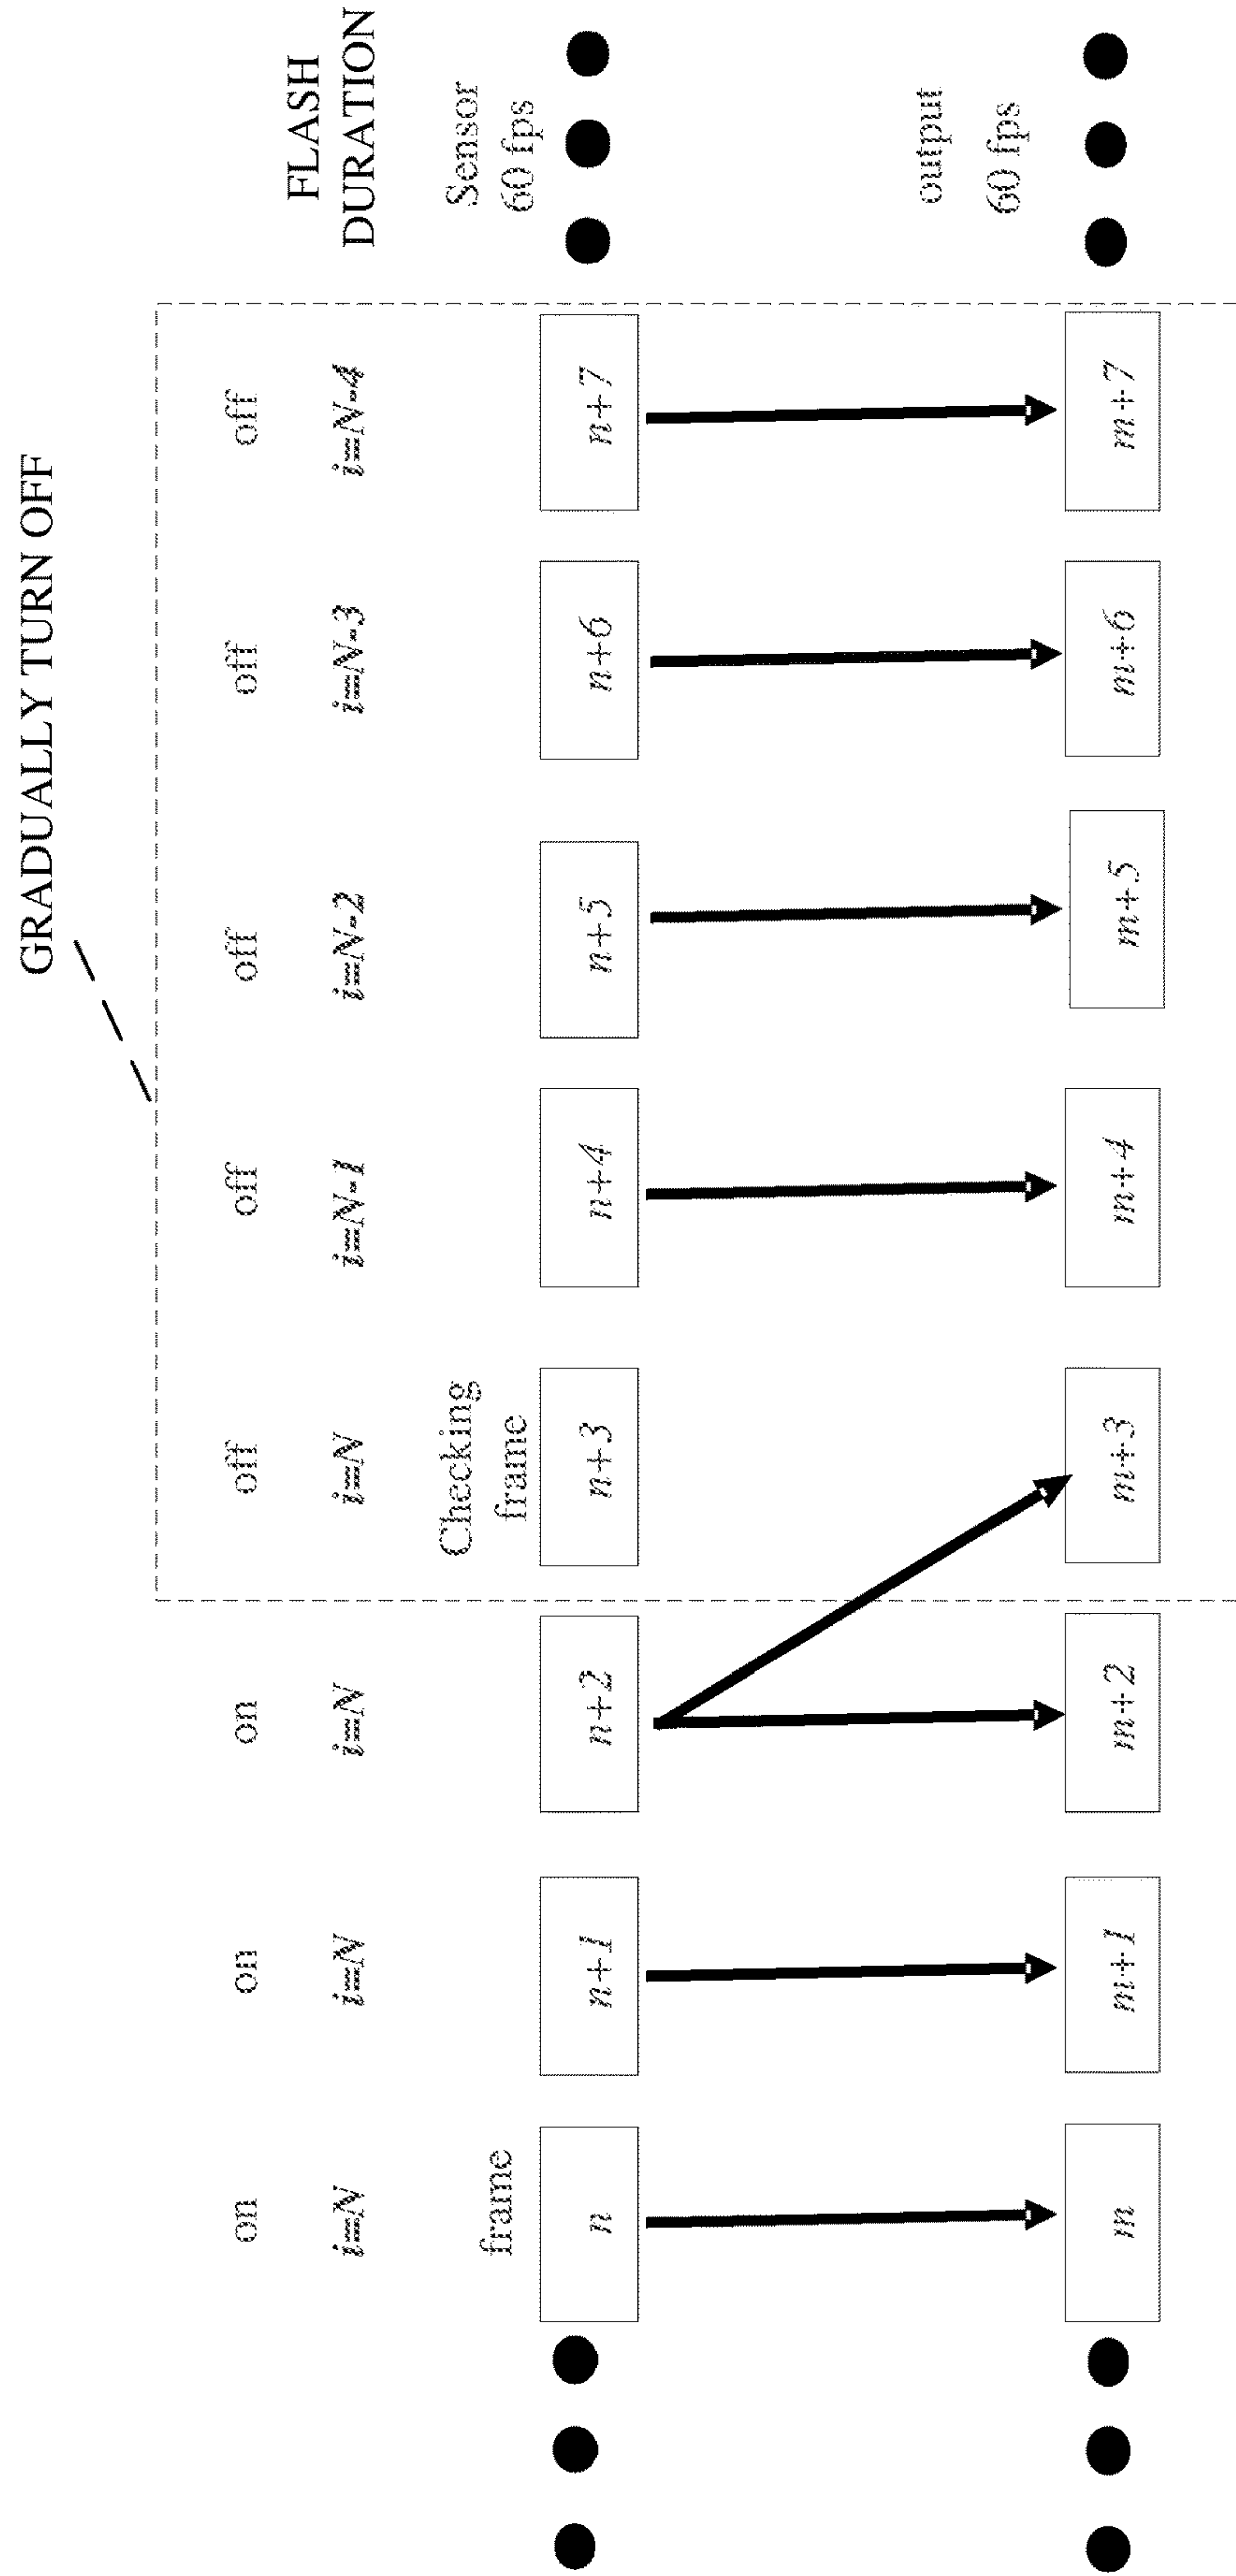 GRADUALLY TURN OFF
on on on off off off off off
i=N i=N i=N i=N i=N-1 i=N-2 i=N-3 i=N-4
FLASH
DURATION
frame
Checking
frame
Sensor
60 fps
n n+1 n+2 n+3 n+4 n+5 n+6 n+7
output
60 fps
m m+1 m+2 m+3 m+4 m+5 m+6 m+7